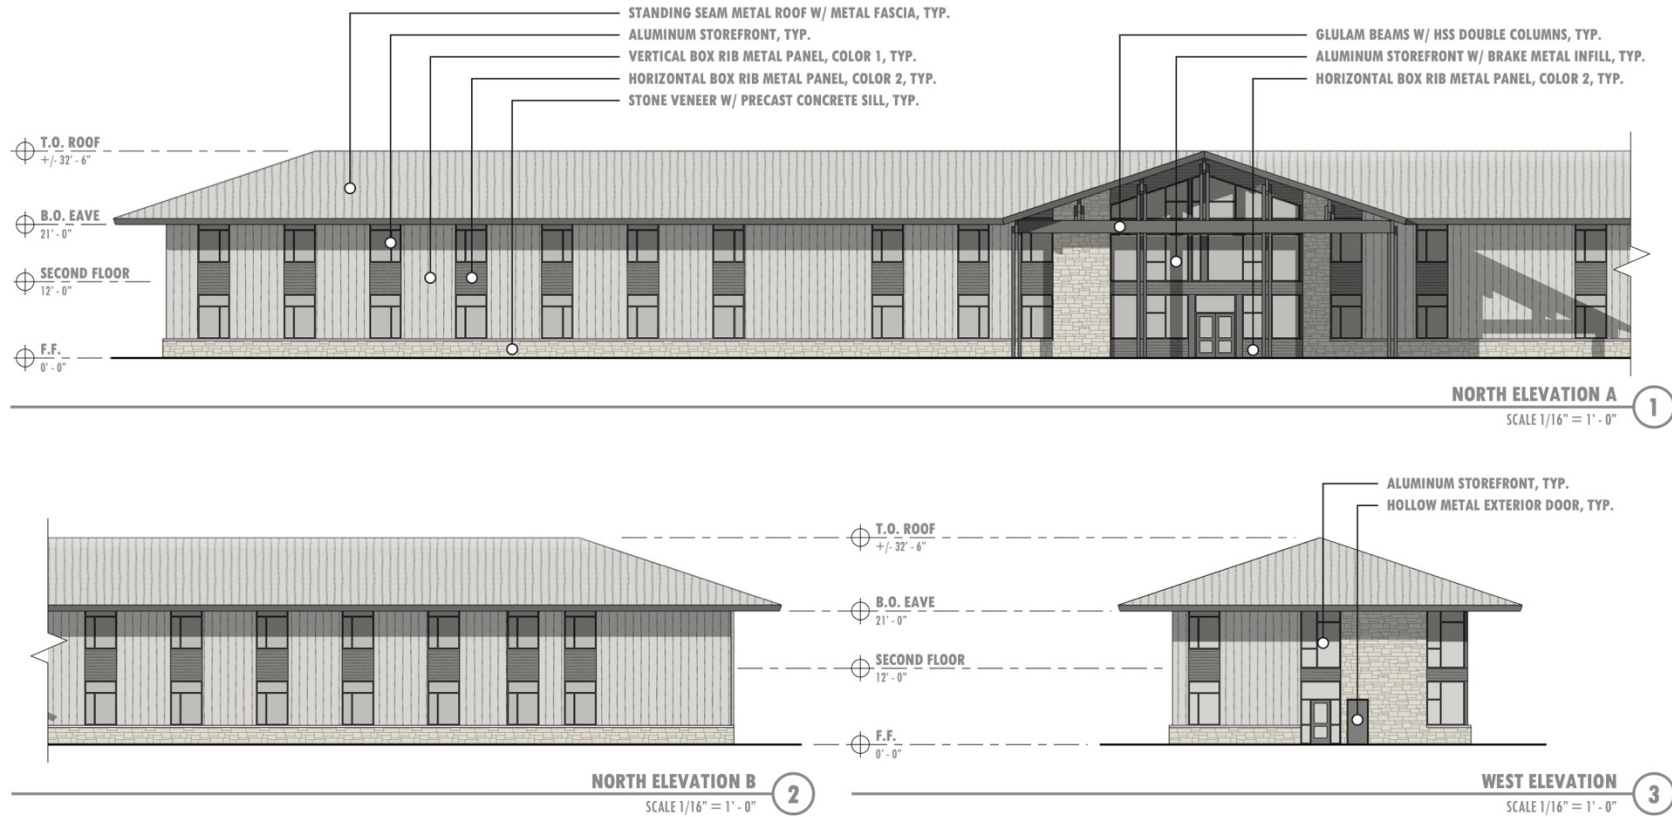 STANDING SEAM METAL ROOF W/ METAL FASCIA, TYP.
ALUMINUM STOREFRONT, TYP.
VERTICAL BOX RIB METAL PANEL, COLOR 1, TYP.
HORIZONTAL BOX RIB METAL PANEL, COLOR 2, TYP.
STONE VENEER W/ PRECAST CONCRETE SILL, TYP.
GLULAM BEAMS W/ HSS DOUBLE COLUMNS, TYP.
ALUMINUM STOREFRONT W/ BRAKE METAL INFILL, TYP.
HORIZONTAL BOX RIB METAL PANEL, COLOR 2, TYP.
T.O. ROOF
+/- 32' - 6"
B.O. EAVE
21' - 0"
SECOND FLOOR
12' - 0"
F.F.
0' - 0"
NORTH ELEVATION A
SCALE 1/16" = 1' - 0"
1
ALUMINUM STOREFRONT, TYP.
HOLLOW METAL EXTERIOR DOOR, TYP.
T.O. ROOF
+/- 32' - 6"
B.O. EAVE
21' - 0"
SECOND FLOOR
12' - 0"
F.F.
0' - 0"
NORTH ELEVATION B
SCALE 1/16" = 1' - 0"
2
WEST ELEVATION
SCALE 1/16" = 1' - 0"
3